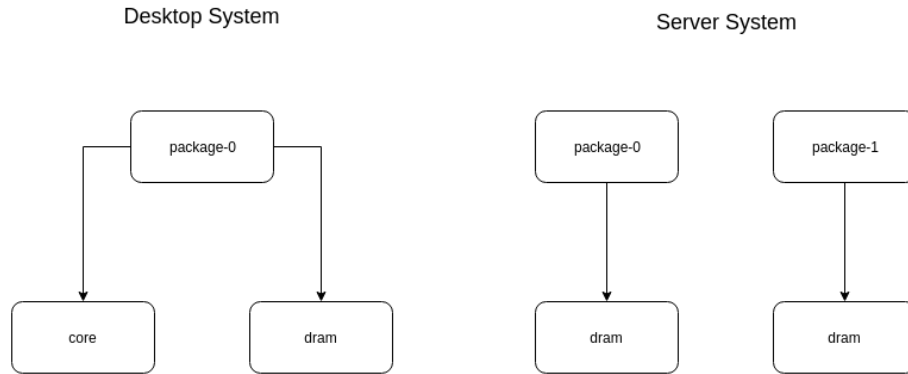 Desktop System
Server System
package-0
package-0
package-1
core
dram
dram
dram